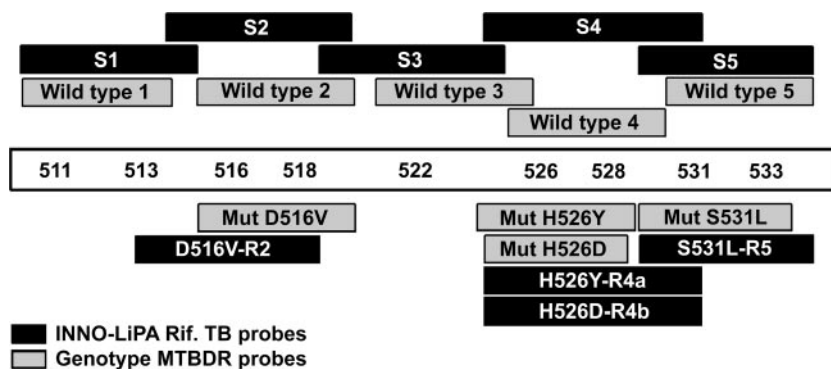 S2 S4
S1 S3 S5
Wild type 1 Wild type 2 Wild type 3 Wild type 5
Wild type 4
511 513 516 518 522 526 528 531 533
Mut D516V Mut H526Y Mut S531L
D516V-R2 Mut H526D S531L-R5
H526Y-R4a
H526D-R4b
INNO-LiPA Rif. TB probes
Genotype MTBDR probes